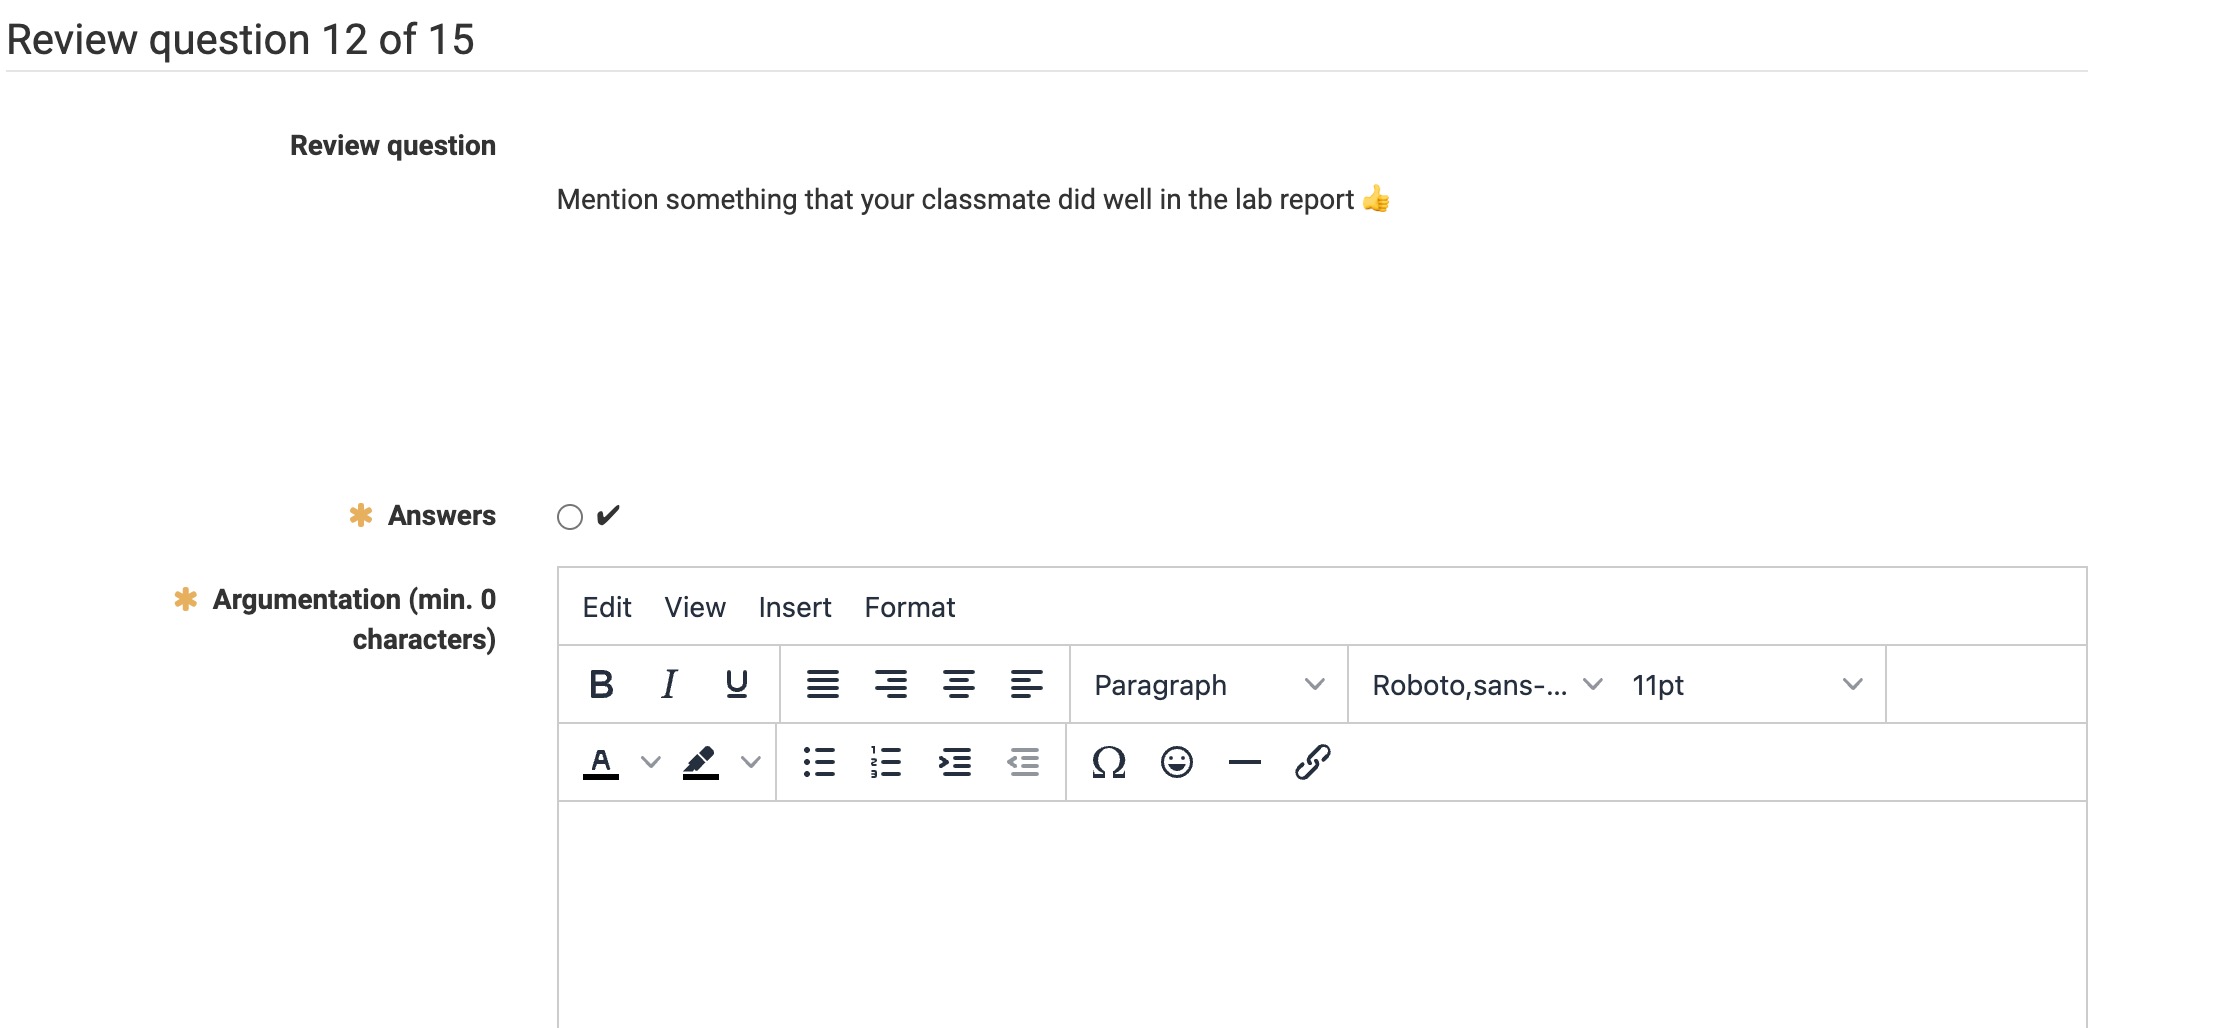 Review question 12 of 15
Review question
Mention something that your classmate did well in the lab report 👍
✱ Answers
✔
✱ Argumentation (min. 0
characters)
Edit View Insert Format
B I U Paragraph Roboto,sans-... 11pt
A Ω